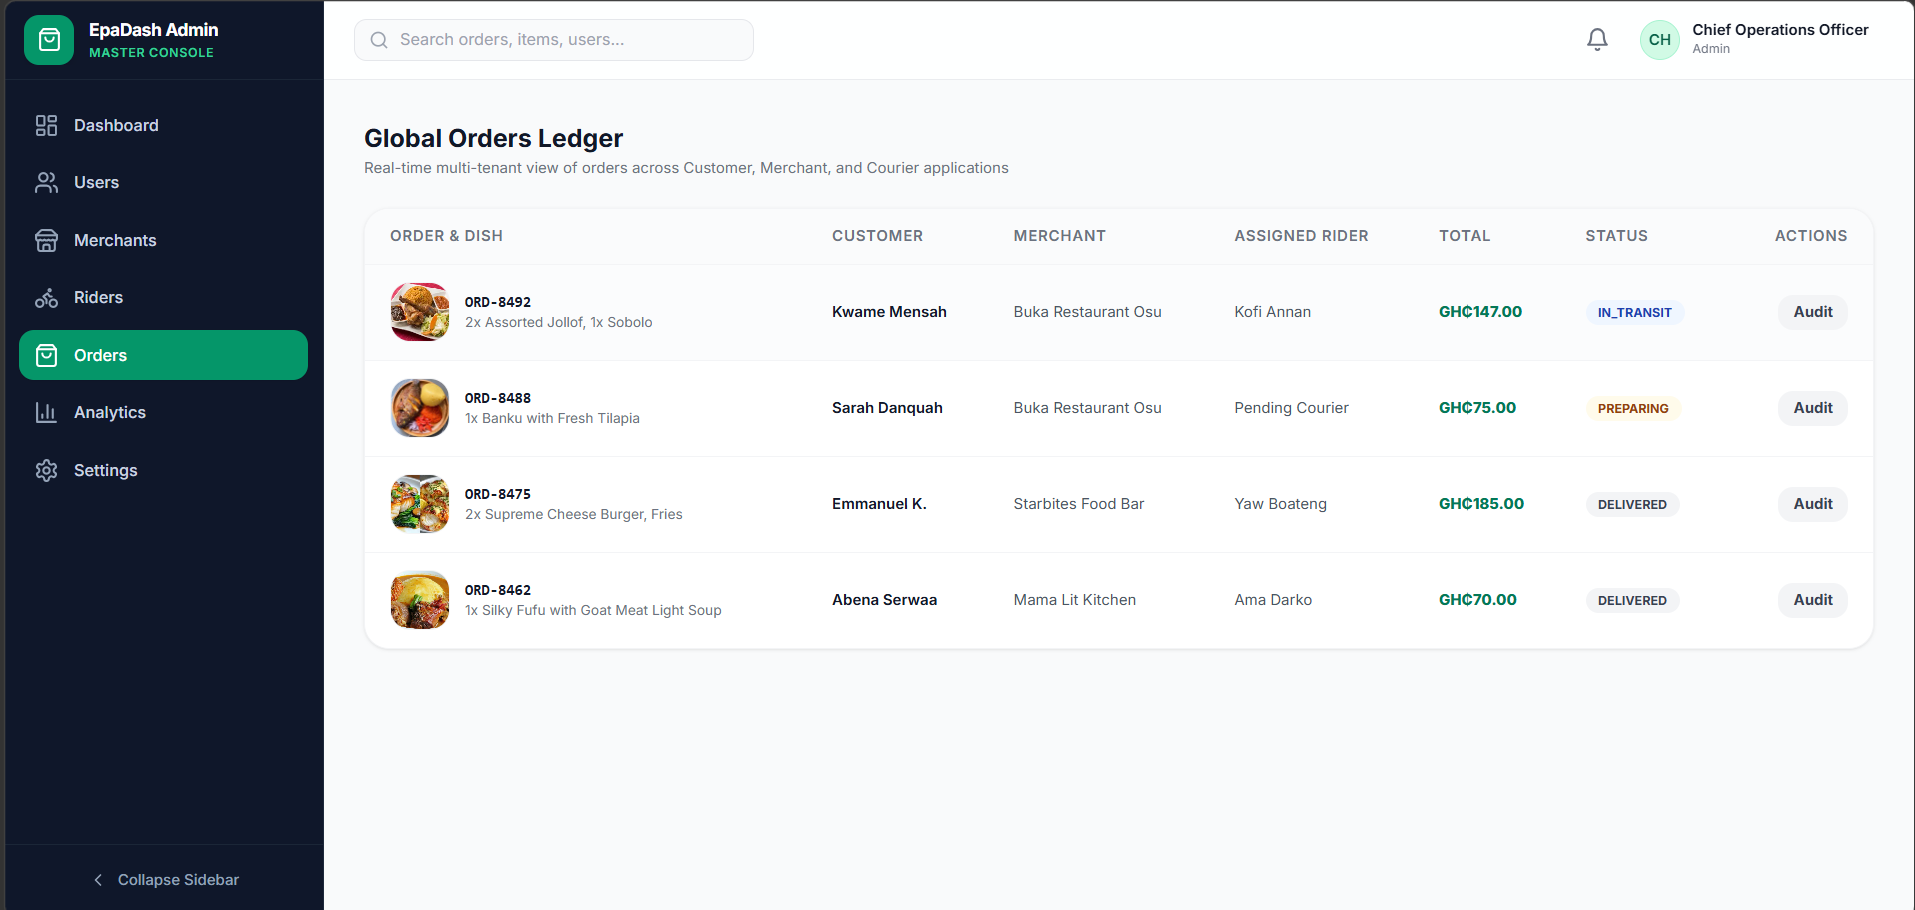 EpaDash Admin
MASTER CONSOLE
Search orders, items, users...
CH
Chief Operations Officer
Admin
Dashboard
Users
Merchants
Riders
Orders
Analytics
Settings
Collapse Sidebar
Global Orders Ledger
Real-time multi-tenant view of orders across Customer, Merchant, and Courier applications
ORDER & DISH CUSTOMER MERCHANT ASSIGNED RIDER TOTAL STATUS ACTIONS
ORD-8492
2x Assorted Jollof, 1x Sobolo
Kwame Mensah Buka Restaurant Osu Kofi Annan GH₵147.00 IN_TRANSIT Audit
ORD-8488
1x Banku with Fresh Tilapia
Sarah Danquah Buka Restaurant Osu Pending Courier GH₵75.00 PREPARING Audit
ORD-8475
2x Supreme Cheese Burger, Fries
Emmanuel K. Starbites Food Bar Yaw Boateng GH₵185.00 DELIVERED Audit
ORD-8462
1x Silky Fufu with Goat Meat Light Soup
Abena Serwaa Mama Lit Kitchen Ama Darko GH₵70.00 DELIVERED Audit